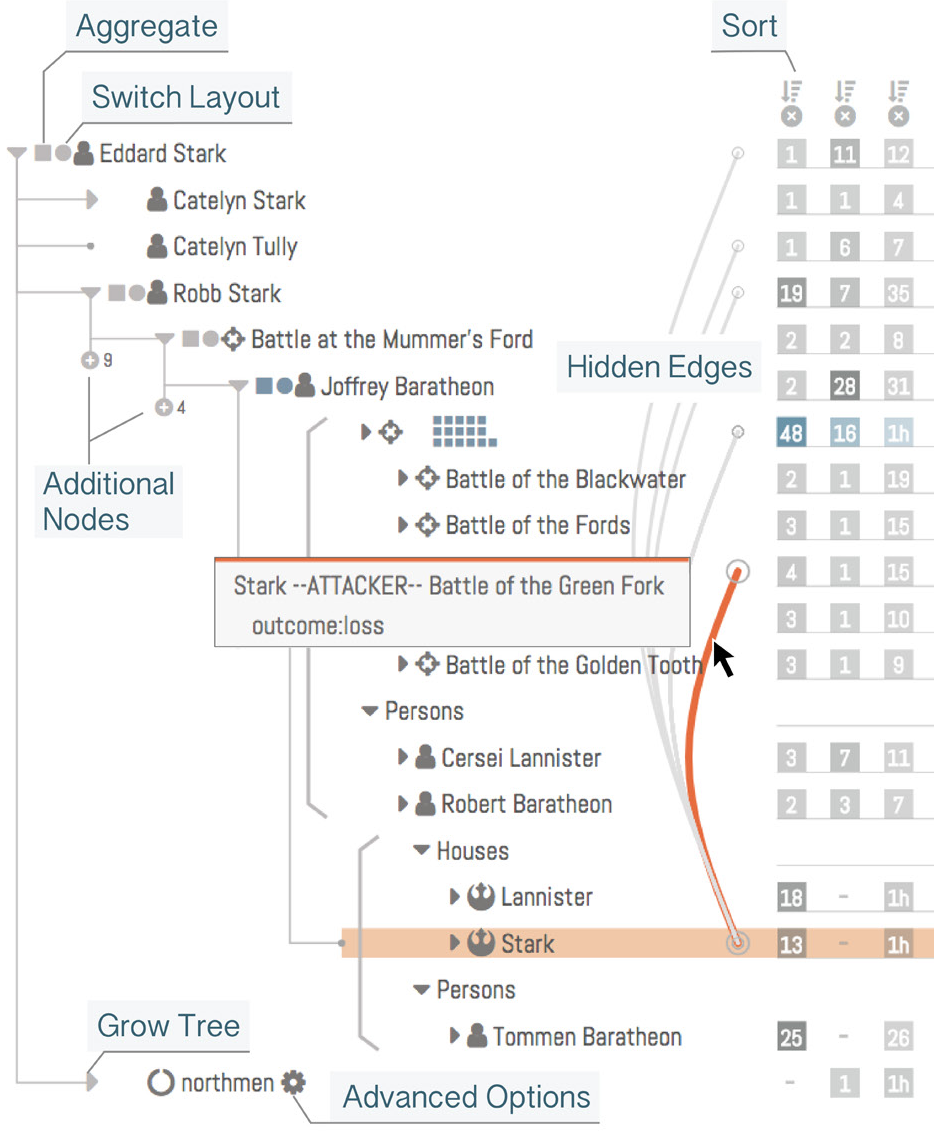 Aggregate
Sort
Switch Layout
Eddard Stark 1 11 12
Catelyn Stark 1 1 4
Catelyn Tully 1 6 7
Robb Stark 19 7 35
Battle at the Mummer's Ford 2 2 8
9
Hidden Edges
Joffrey Baratheon 2 28 31
4
48 16 1h
Additional
Nodes
Battle of the Blackwater 2 1 19
Battle of the Fords 3 1 15
4 1 15
Stark --ATTACKER-- Battle of the Green Fork
outcome:loss
3 1 10
Battle of the Golden Tooth 3 1 9
Persons
Cersei Lannister 3 7 11
Robert Baratheon 2 3 7
Houses
Lannister 18 - 1h
Stark 13 - 1h
Persons
Grow Tree
Tommen Baratheon 25 - 26
northmen - 1 1h
Advanced Options